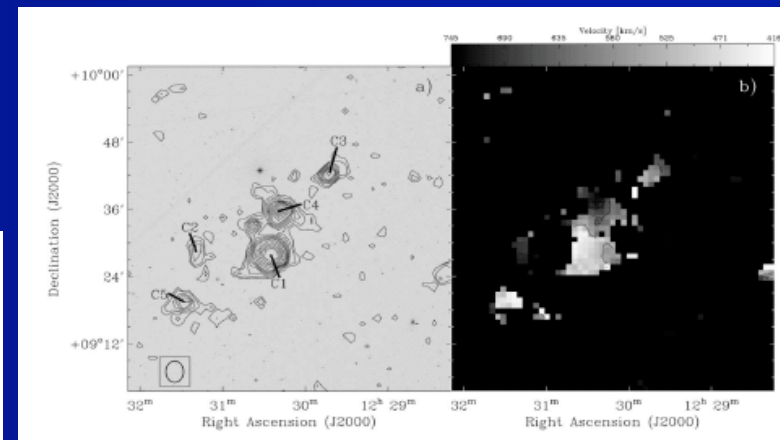 Velocity [km/s]
745 690 635 580 525 471 416
a)
b)
+10°00′
48′
36′
24′
+09°12′
Declination (J2000)
C3
C4
C2
C1
C5
32ᵐ 31ᵐ 30ᵐ 12ʰ 29ᵐ
32ᵐ 31ᵐ 30ᵐ 12ʰ 29ᵐ
Right Ascension (J2000)
Right Ascension (J2000)